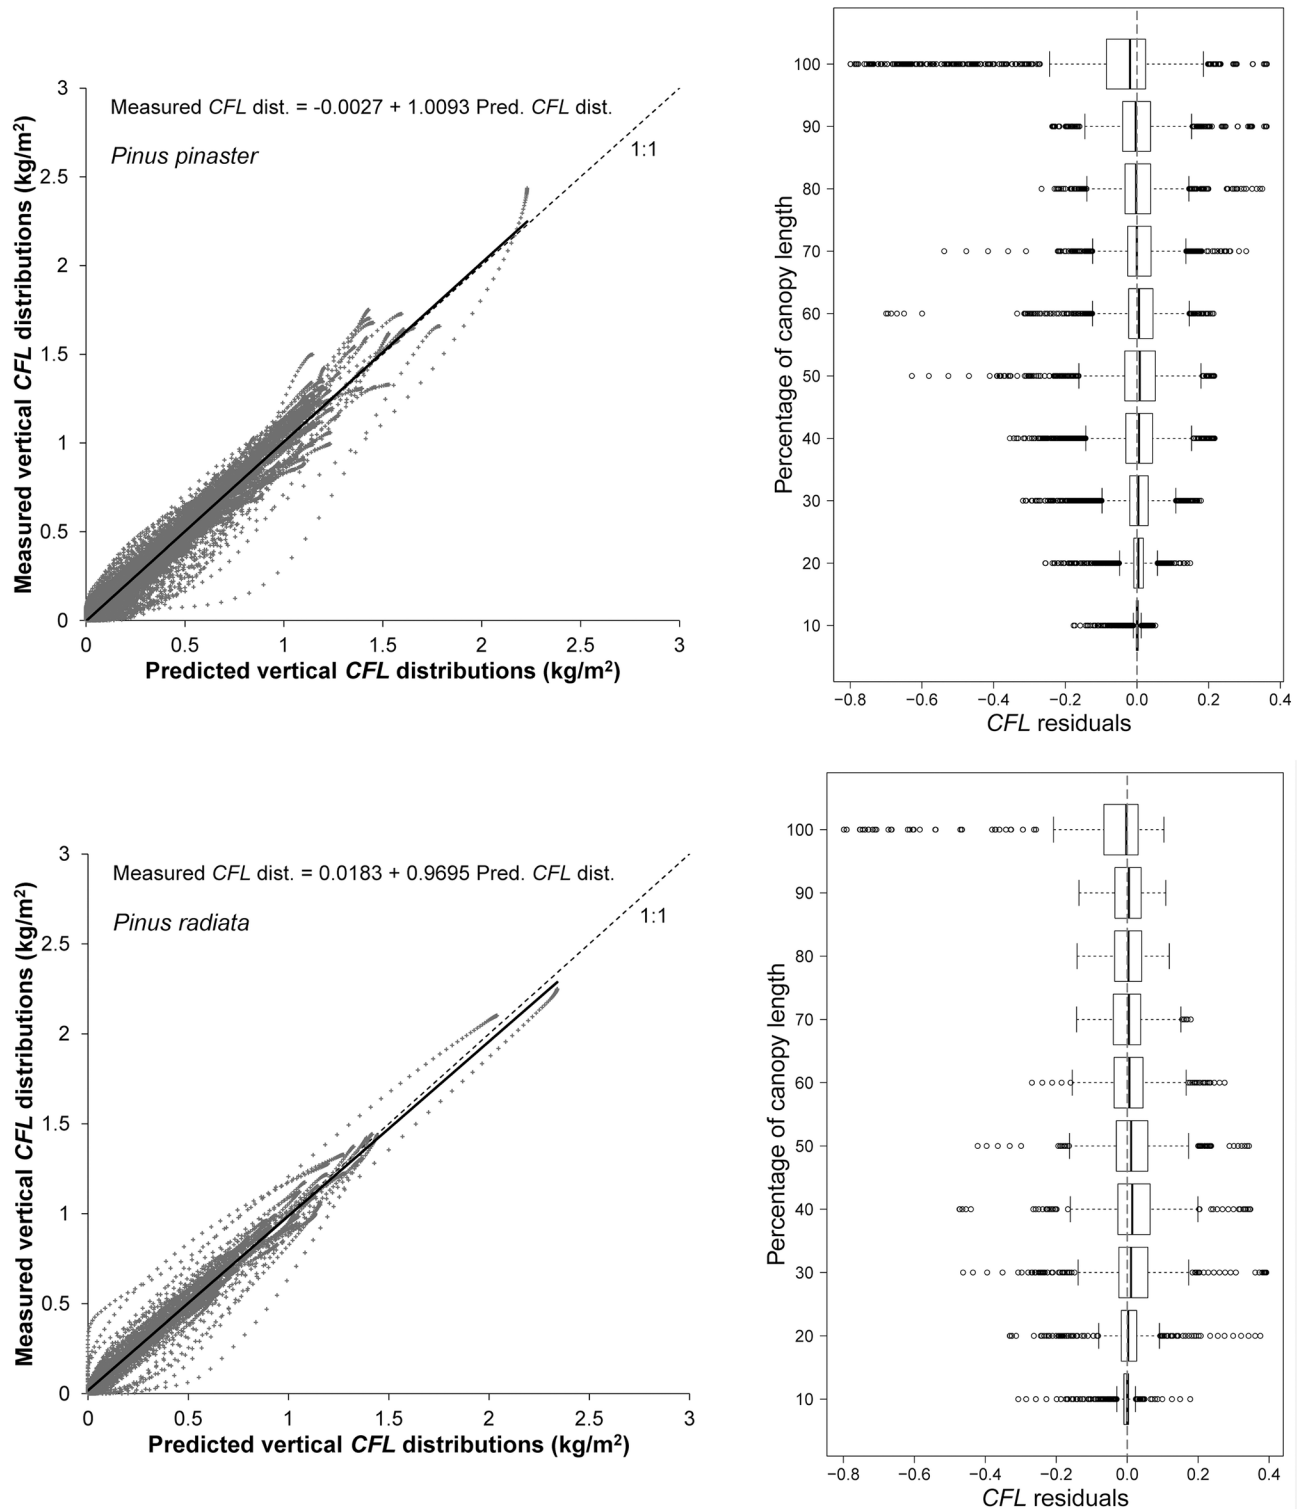 Measured CFL dist. = -0.0027 + 1.0093 Pred. CFL dist.
Pinus pinaster
1:1
Measured vertical CFL distributions (kg/m²)
3
2.5
2
1.5
1
0.5
0
0 0.5 1 1.5 2 2.5 3
Predicted vertical CFL distributions (kg/m²)
Percentage of canopy length
100
90
80
70
60
50
40
30
20
10
−0.8 −0.6 −0.4 −0.2 0.0 0.2 0.4
CFL residuals
Measured CFL dist. = 0.0183 + 0.9695 Pred. CFL dist.
Pinus radiata
1:1
Measured vertical CFL distributions (kg/m²)
3
2.5
2
1.5
1
0.5
0
0 0.5 1 1.5 2 2.5 3
Predicted vertical CFL distributions (kg/m²)
Percentage of canopy length
100
90
80
70
60
50
40
30
20
10
−0.8 −0.6 −0.4 −0.2 0.0 0.2 0.4
CFL residuals